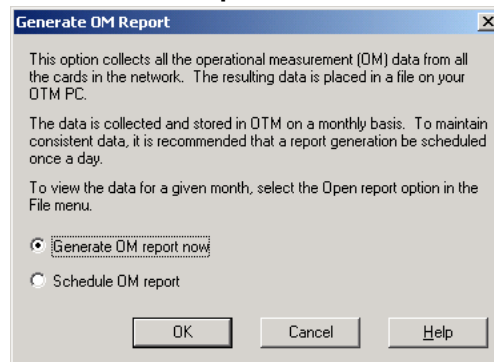 Generate OM Report
This option collects all the operational measurement (OM) data from all
the cards in the network. The resulting data is placed in a file on your
OTM PC.
The data is collected and stored in OTM on a monthly basis. To maintain
consistent data, it is recommended that a report generation be scheduled
once a day.
To view the data for a given month, select the Open report option in the
File menu.
Generate OM report now
Schedule OM report
OK Cancel Help